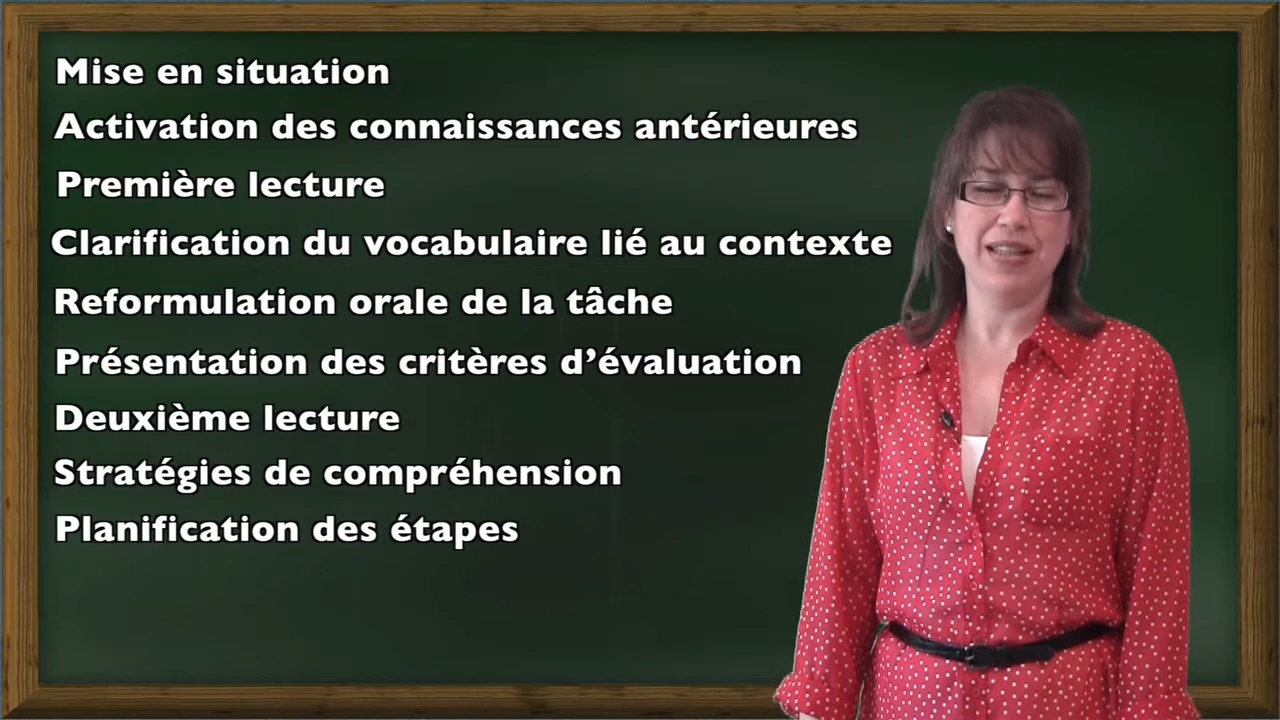 Mise en situation
Activation des connaissances antérieures
Première lecture
Clarification du vocabulaire lié au contexte
Reformulation orale de la tâche
Présentation des critères d’évaluation
Deuxième lecture
Stratégies de compréhension
Planification des étapes